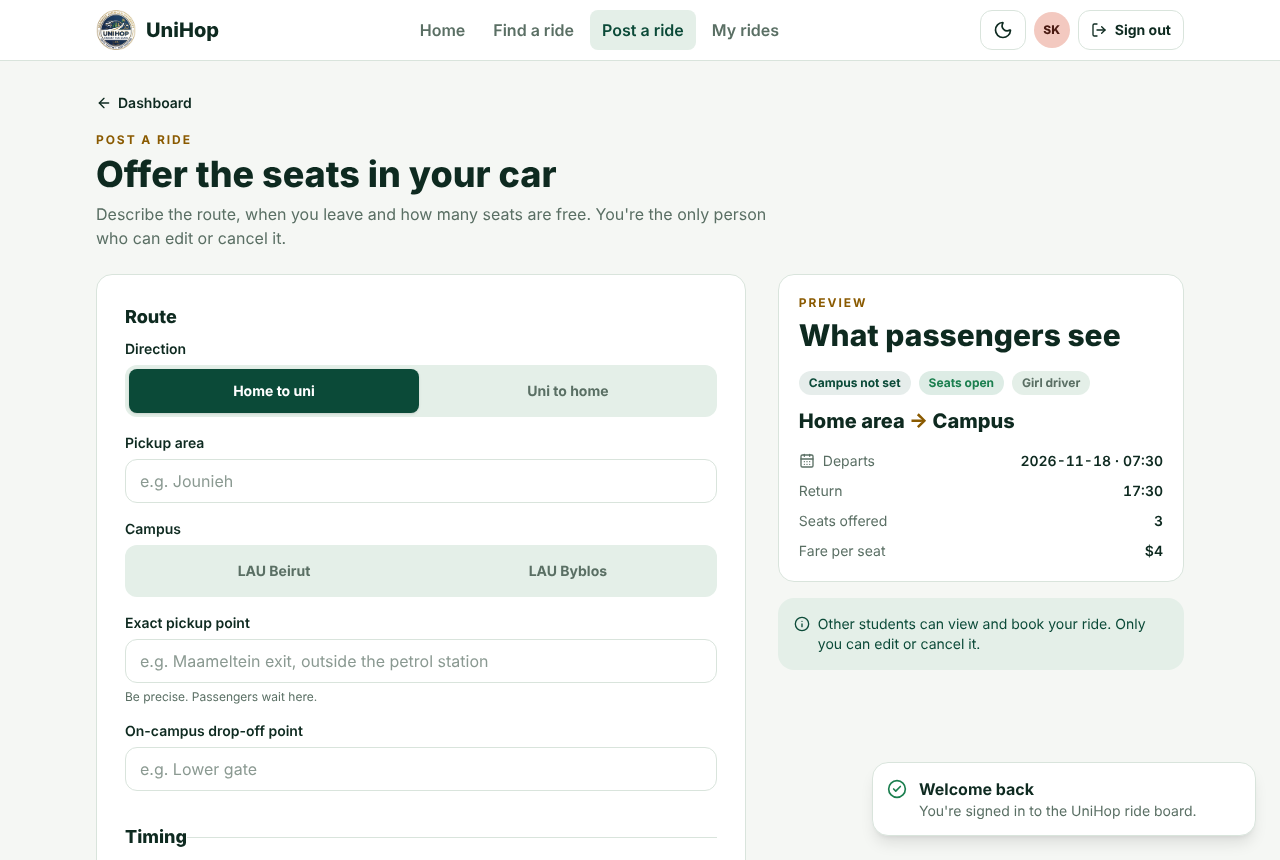 UNIHOP
UniHop
Home
Find a ride
Post a ride
My rides
SK
Sign out
Dashboard
POST A RIDE
Offer the seats in your car
Describe the route, when you leave and how many seats are free. You're the only person
who can edit or cancel it.
Route
Direction
Home to uni
Uni to home
Pickup area
e.g. Jounieh
Campus
LAU Beirut
LAU Byblos
Exact pickup point
e.g. Maameltein exit, outside the petrol station
Be precise. Passengers wait here.
On-campus drop-off point
e.g. Lower gate
Timing
PREVIEW
What passengers see
Campus not set
Seats open
Girl driver
Home area → Campus
Departs 2026-11-18 · 07:30
Return 17:30
Seats offered 3
Fare per seat $4
Other students can view and book your ride. Only
you can edit or cancel it.
Welcome back
You're signed in to the UniHop ride board.